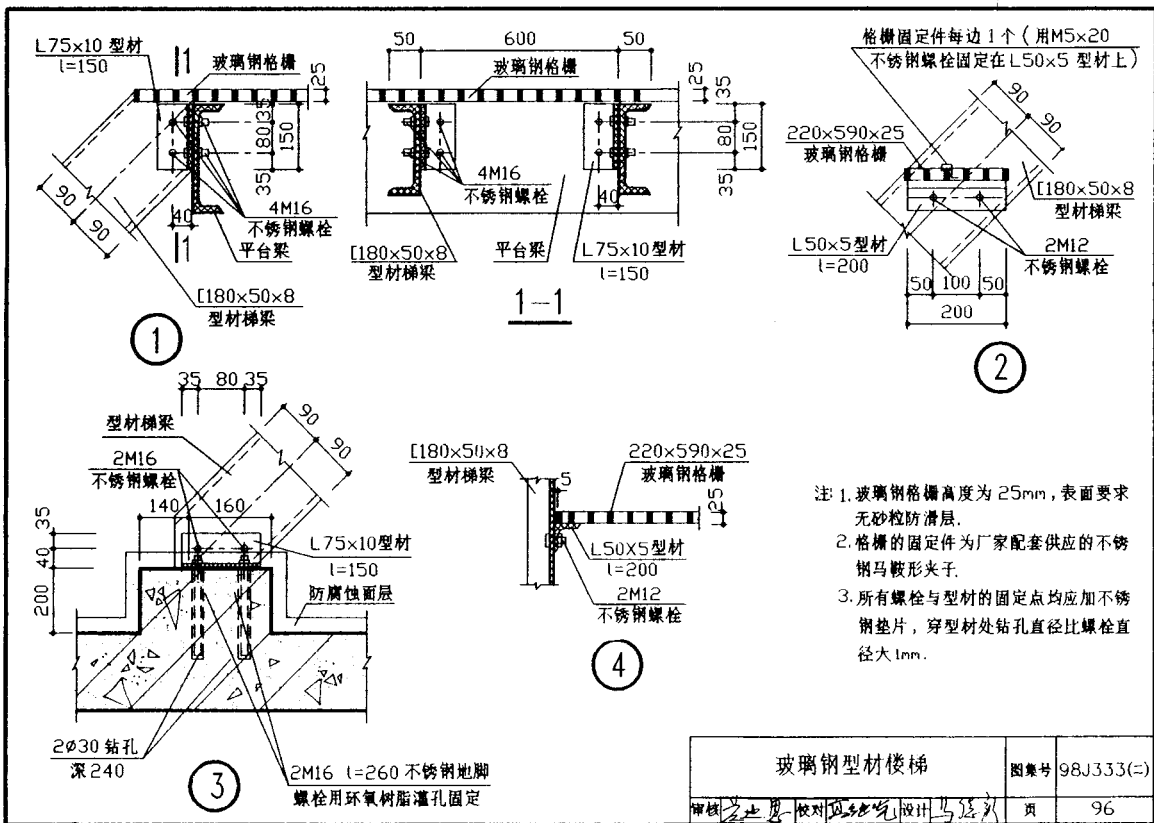 L75×10 型材
l=150
1
玻璃钢格栅
25
35
80
35
150
40
1
4M16
不锈钢螺栓
平台梁
90
90
[180×50×8
型材梯梁
①
50
600
50
玻璃钢格栅
25
35
80
35
150
4M16
不锈钢螺栓
40
[180×50×8
型材梯梁
平台梁
L75×10型材
l=150
1—1
格栅固定件每边1个(用M5×20
不锈钢螺栓固定在L50×5 型材上)
90
90
220×590×25
玻璃钢格栅
[180×50×8
型材梯梁
L50×5型材
l=200
2M12
不锈钢螺栓
50
100
50
200
②
35
80
35
型材梯梁
90
90
2M16
不锈钢螺栓
140
160
35
40
200
L75×10型材
l=150
防腐蚀面层
2ø30 钻孔
深240
③
2M16 l=260 不锈钢地脚
螺栓用环氧树脂灌孔固定
[180×50×8
型材梯梁
5
220×590×25
玻璃钢格栅
25
L50X5型材
l=200
2M12
不锈钢螺栓
④
注: 1. 玻璃钢格栅高度为 25mm,表面要求
无砂粒防滑层.
2. 格栅的固定件为厂家配套供应的不锈
钢马鞍形夹子.
3. 所有螺栓与型材的固定点均应加不锈
钢垫片,穿型材处钻孔直径比螺栓直
径大1mm.
玻璃钢型材楼梯
图集号
98J333(二)
审核
校对
设计
页
96